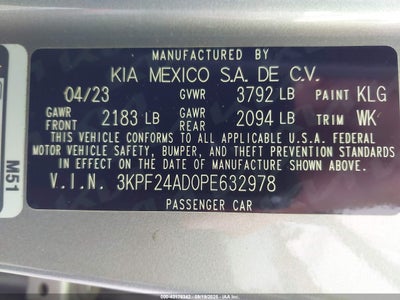 MANUFACTURED BY
KIA MEXICO S.A. DE C.V.
04/23 GVWR 3792 LB PAINT KLG
GAWR FRONT 2183 LB GAWR REAR 2094 LB TRIM WK
THIS VEHICLE CONFORMS TO ALL APPLICABLE U.S.A. FEDERAL
MOTOR VEHICLE SAFETY, BUMPER, AND THEFT PREVENTION STANDARDS
IN EFFECT ON THE DATE OF MANUFACTURE SHOWN ABOVE.
V.I.N. 3KPF24AD0PE632978
PASSENGER CAR
M51